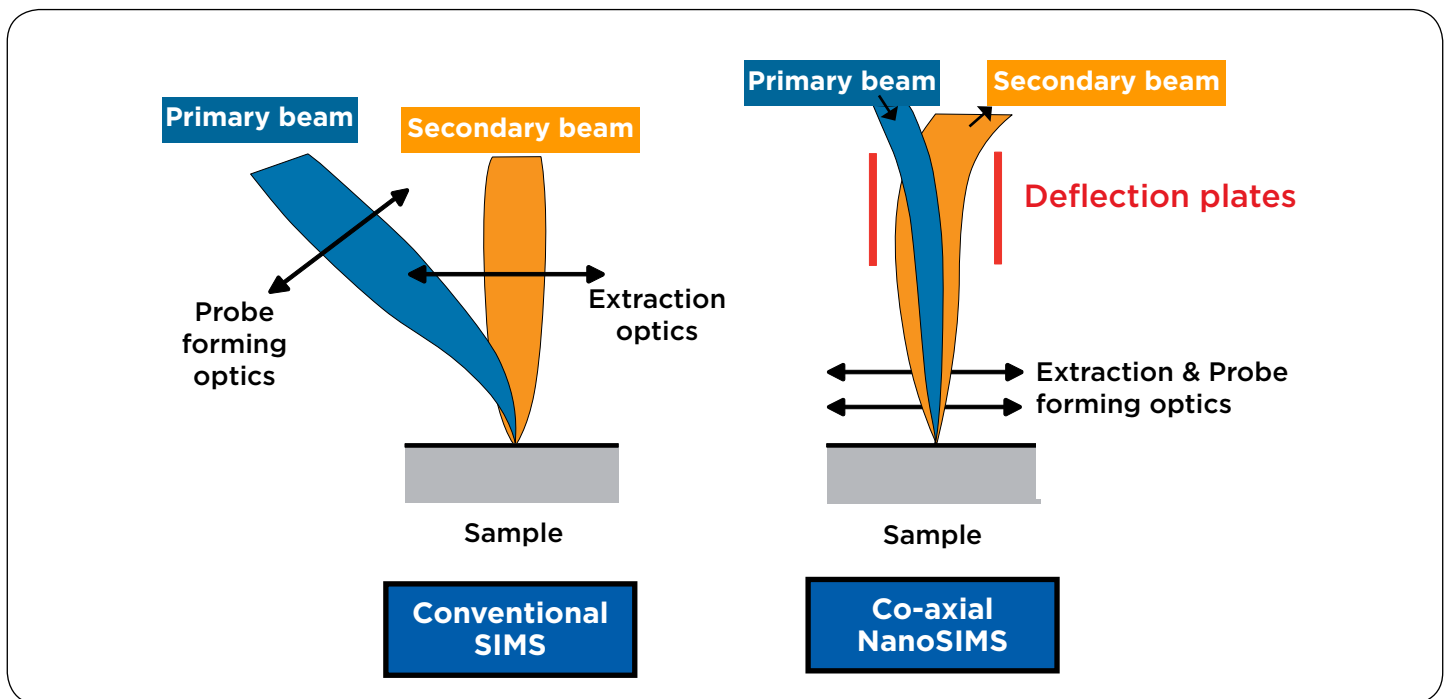 Primary beam
Secondary beam
Probe
forming
optics
Extraction
optics
Sample
Conventional
SIMS
Primary beam
Secondary beam
Deflection plates
Extraction & Probe
forming optics
Sample
Co-axial
NanoSIMS